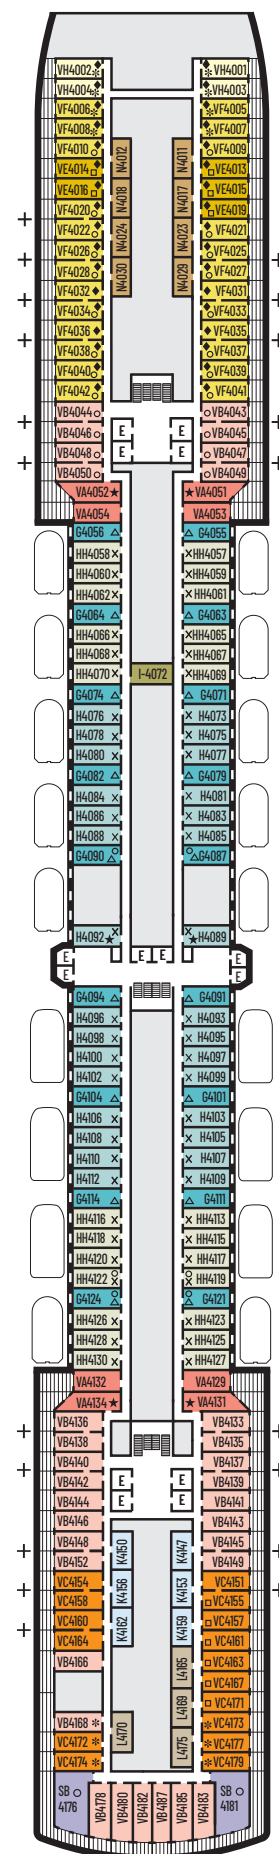 VH4002 VH4001
VH4004 VH4003
VF4006 VF4005
VF4008 VF4007
VF4010 N4012 N4011 VF4009
VE4014 VE4013
VE4016 N4018 N4017 VE4015
VF4020 VE4019
VF4022 N4024 N4023 VF4021
VF4026 VF4025
VF4028 N4030 N4029 VF4027
VF4032 VF4031
VF4034 VF4033
VF4036 VF4035
VF4038 VF4037
VF4040 VF4039
VF4042 VF4041
VB4044 VB4043
VB4046 E E VB4045
VB4048 E E VB4047
VB4050 VB4049
VA4052 VA4051
VA4054 VA4053
G4056 G4055
HH4058 HH4057
HH4060 HH4059
HH4062 HH4061
G4064 G4063
HH4066 HH4065
HH4068 HH4067
HH4070 I-4072 HH4069
G4074 G4071
H4076 H4073
H4078 H4075
H4080 H4077
G4082 G4079
H4084 H4081
H4086 H4083
H4088 H4085
G4090 G4087
H4092 H4089
E E E E
E E
G4094 G4091
H4096 H4093
H4098 H4095
H4100 H4097
H4102 H4099
G4104 G4101
H4106 H4103
H4108 H4105
H4110 H4107
H4112 H4109
G4114 G4111
HH4116 HH4113
HH4118 HH4115
HH4120 HH4117
HH4122 HH4119
G4124 G4121
HH4126 HH4123
HH4128 HH4125
HH4130 HH4127
VA4132 VA4129
VA4134 VA4131
VB4136 VB4133
VB4138 VB4135
VB4140 VB4137
VB4142 E E VB4139
VB4144 E E VB4141
VB4146 VB4143
VB4148 K4150 K4147 VB4145
VB4152 VB4149
VC4154 K4156 K4153 VC4151
VC4158 VC4155
VC4160 K4162 K4159 VC4157
VC4164 VC4161
VB4166 L4165 VC4163
VC4167
L4169 VC4171
VB4168 L4170 VC4173
VC4172 L4175 VC4177
VC4174 VC4179
SB 4176 VB4178 VB4180 VB4182 VB4187 VB4185 VB4183 SB 4181